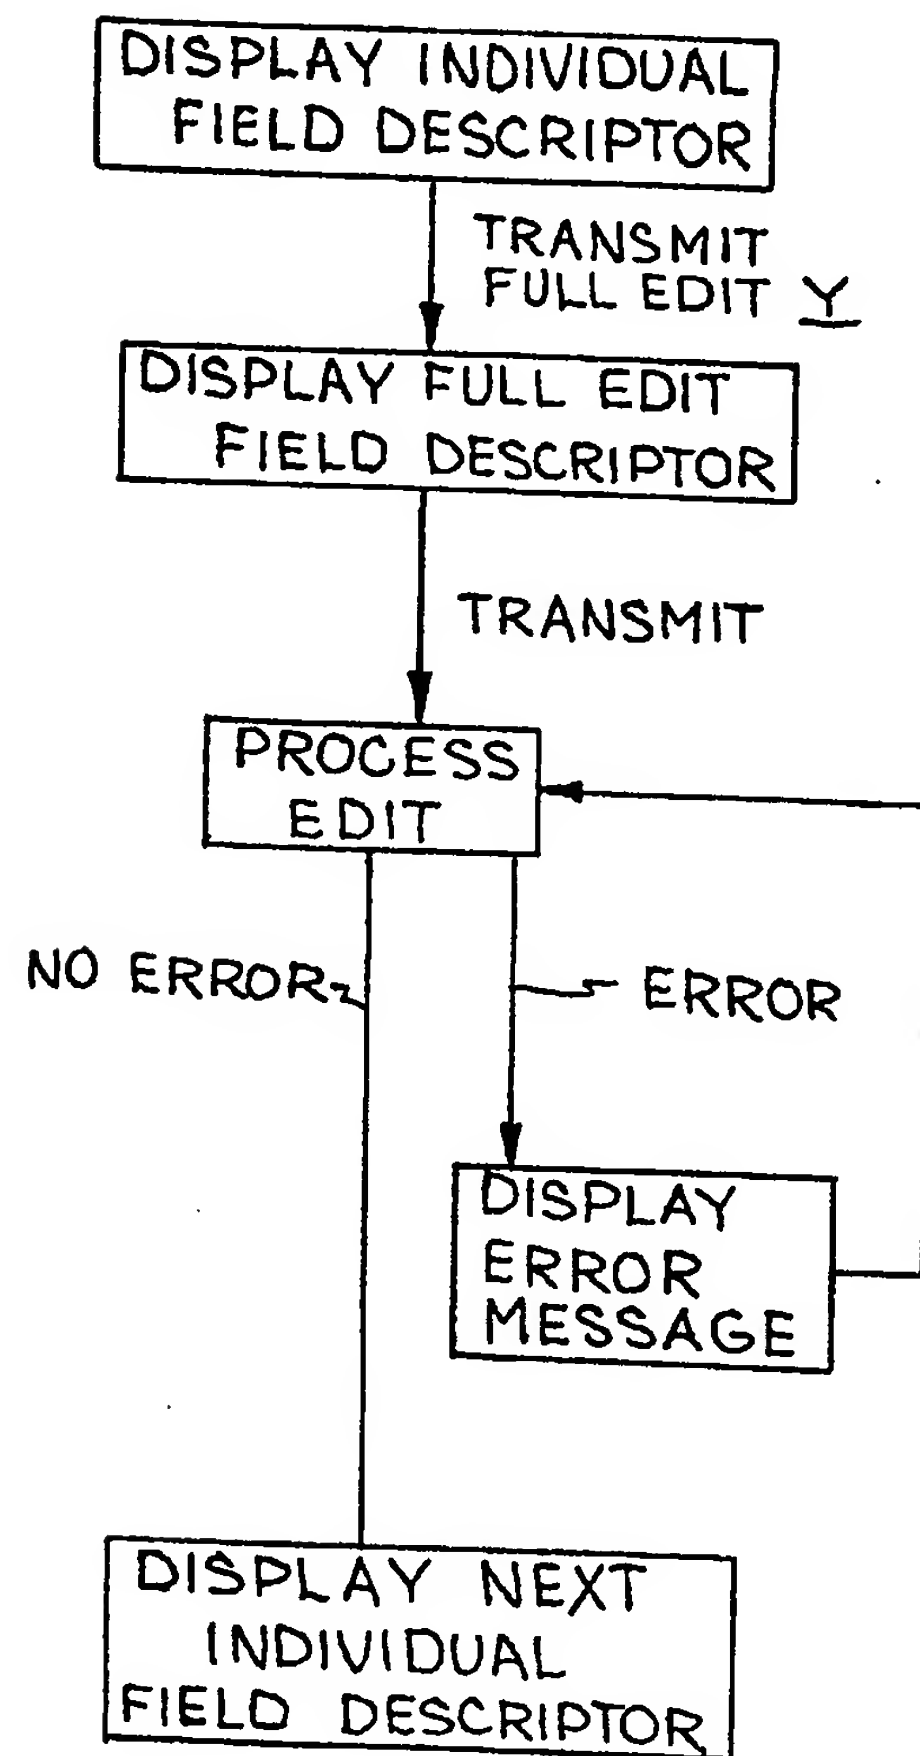 DISPLAY INDIVIDUAL
FIELD DESCRIPTOR
TRANSMIT
FULL EDIT Y
DISPLAY FULL EDIT
FIELD DESCRIPTOR
TRANSMIT
PROCESS
EDIT
NO ERROR
ERROR
DISPLAY
ERROR
MESSAGE
DISPLAY NEXT
INDIVIDUAL
FIELD DESCRIPTOR